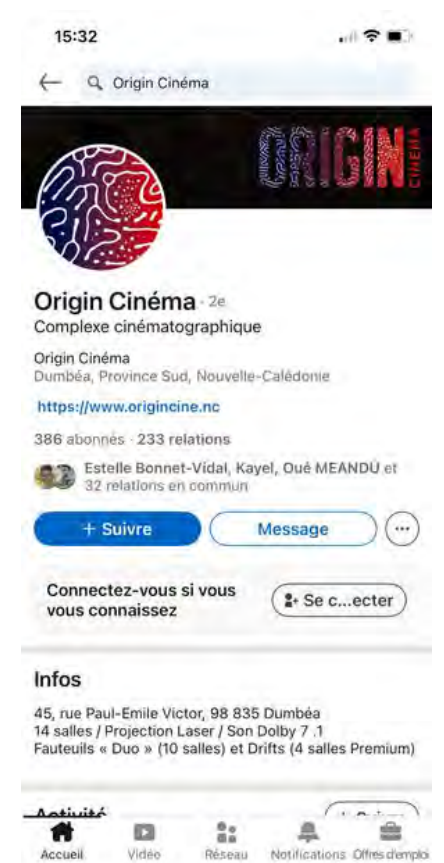 15:32
Origin Cinéma
ORIGIN
CINEMA
Origin Cinéma · 2e
Complexe cinématographique
Origin Cinéma
Dumbéa, Province Sud, Nouvelle-Calédonie
https://www.origincine.nc
386 abonnés · 233 relations
Estelle Bonnet-Vidal, Kayel, Oué MEANDÙ et
32 relations en commun
+ Suivre
Message
Connectez-vous si vous
vous connaissez
Se c...ecter
Infos
45, rue Paul-Emile Victor, 98 835 Dumbéa
14 salles / Projection Laser / Son Dolby 7 .1
Fauteuils « Duo » (10 salles) et Drifts (4 salles Premium)
Activité
Accueil
Vidéo
Réseau
Notifications
Offres d'emploi